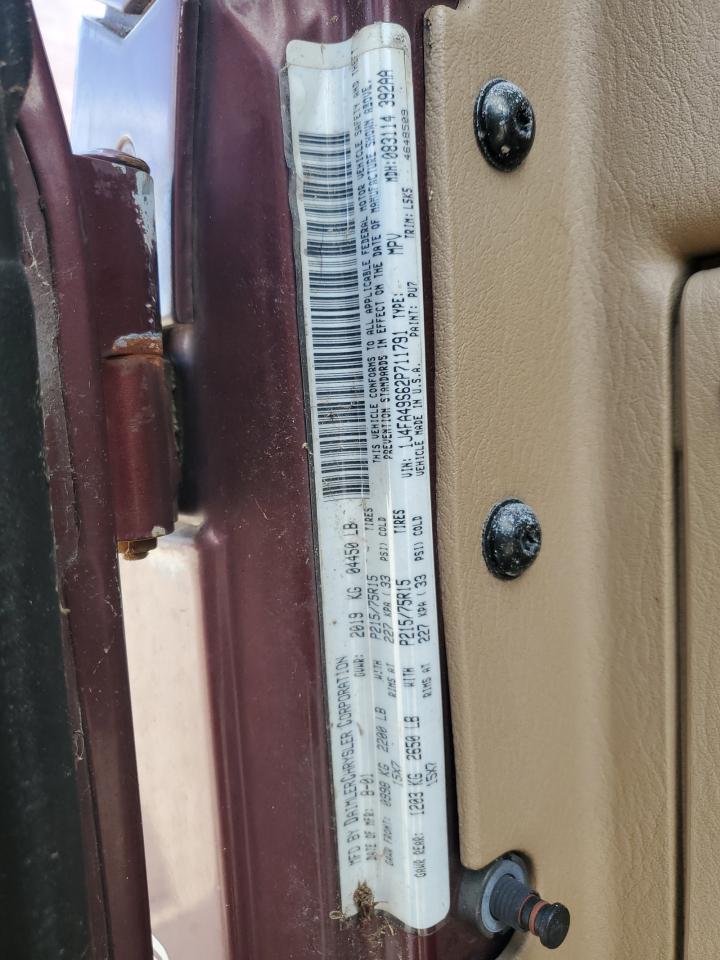 MFD BY DAIMLERCHRYSLER CORPORATION
DATE OF MFR: 8-01 GVWR: 2019 KG 04450 LB
GAWR FRONT: 0998 KG 2200 LB WITH P215/75R15 TIRES
15X7 RIMS AT 227 KPA ( 33 PSI) COLD
GAWR REAR: 1203 KG 2650 LB WITH P215/75R15 TIRES
15X7 RIMS AT 227 KPA ( 33 PSI) COLD
THIS VEHICLE CONFORMS TO ALL APPLICABLE FEDERAL MOTOR VEHICLE SAFETY AND THEFT
PREVENTION STANDARDS IN EFFECT ON THE DATE OF MANUFACTURE SHOWN ABOVE.
VIN: 1J4FA49S62P711791 TYPE: MPV MDH:083114 392AA
VEHICLE MADE IN U.S.A. PAINT: PU7 TRIM: L5K5 4648509